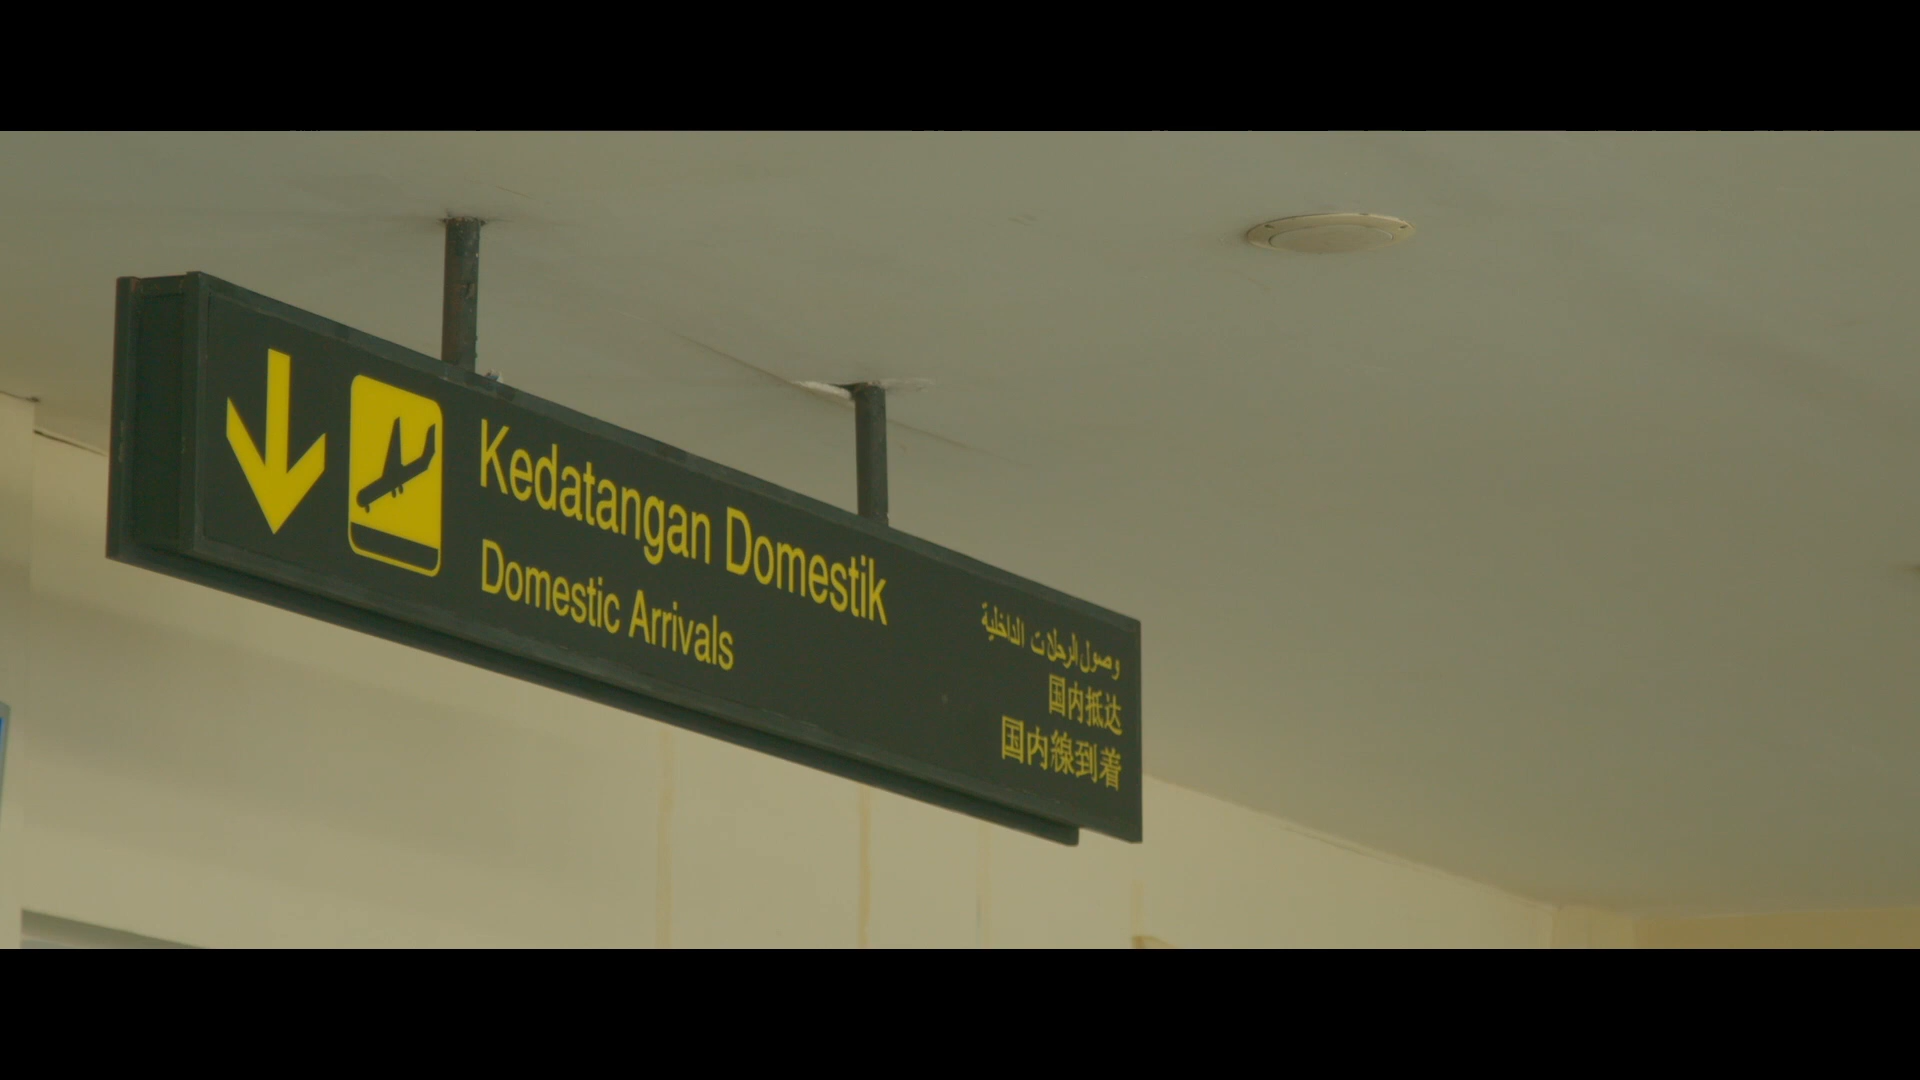 Kedatangan Domestik
Domestic Arrivals
وصول الرحلات الداخلية
国内抵达
国内線到着